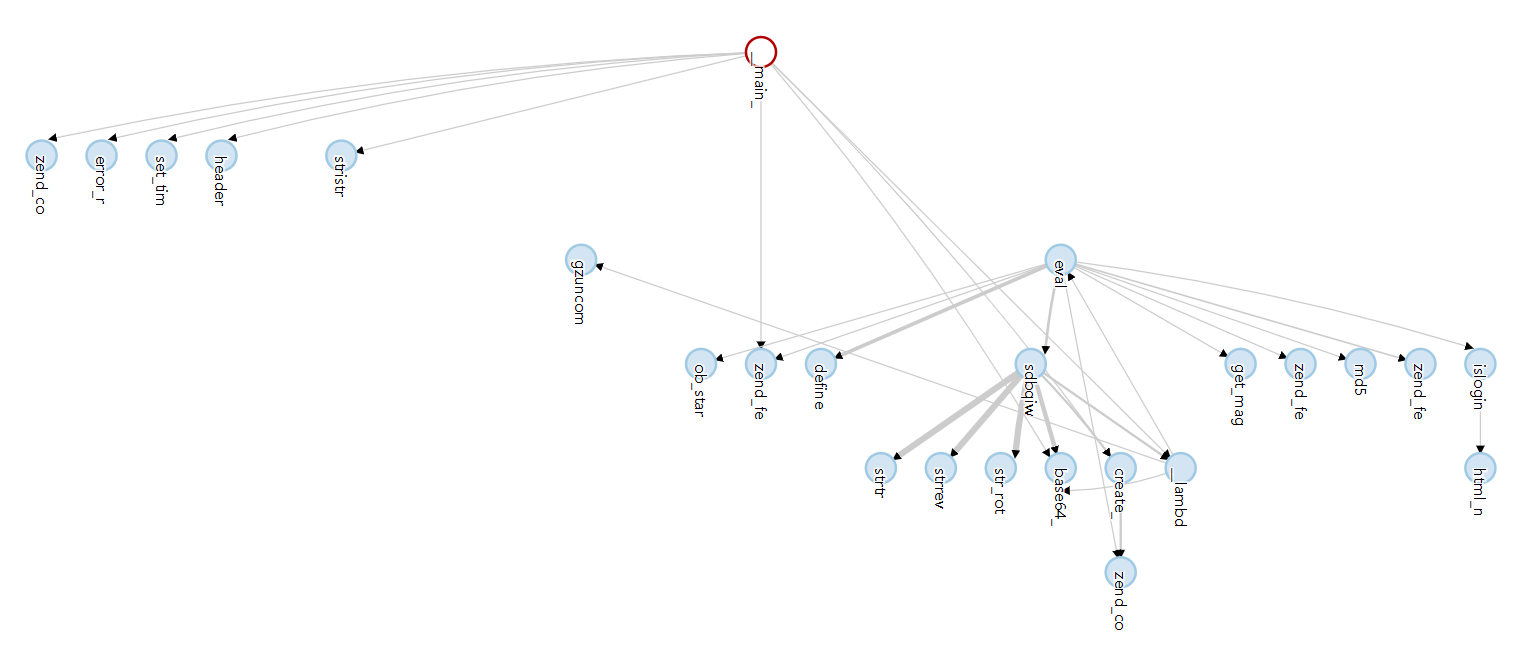 _main_
zend_co
error_r
set_tim
header
stristr
gzuncom
eval
ob_star
zend_fe
define
sdbqiw
get_mag
zend_fe
md5
zend_fe
islogin
strtr
strrev
str_rot
base64_
create_
__lambd
html_n
zend_co